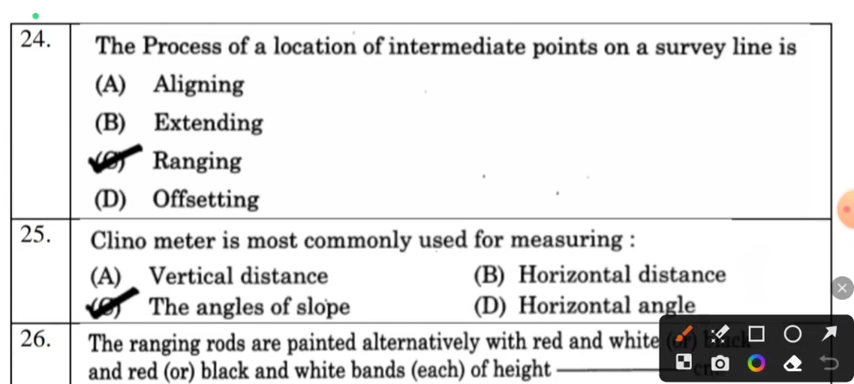 24.
The Process of a location of intermediate points on a survey line is
(A) Aligning
(B) Extending
(C) Ranging
(D) Offsetting
25.
Clino meter is most commonly used for measuring :
(A) Vertical distance (B) Horizontal distance
(C) The angles of slope (D) Horizontal angle
26.
The ranging rods are painted alternatively with red and white (or) black
and red (or) black and white bands (each) of height